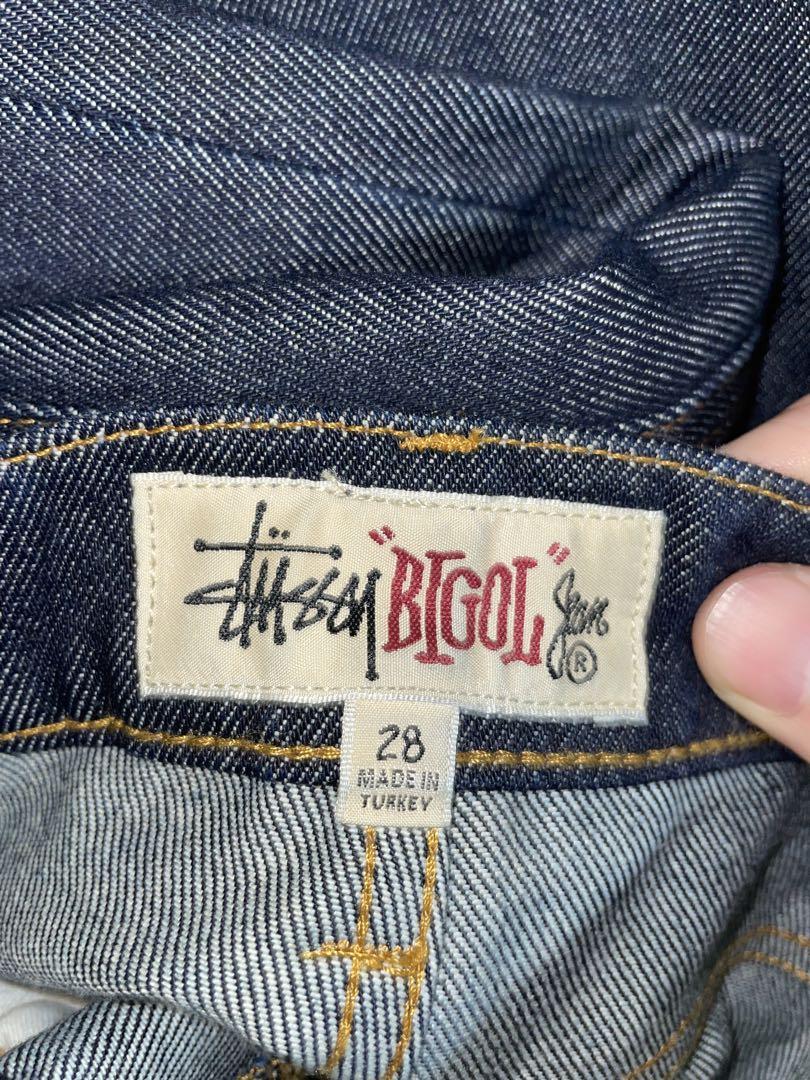 Stüssy "BIGOL" Jean ®
28
MADE IN
TURKEY